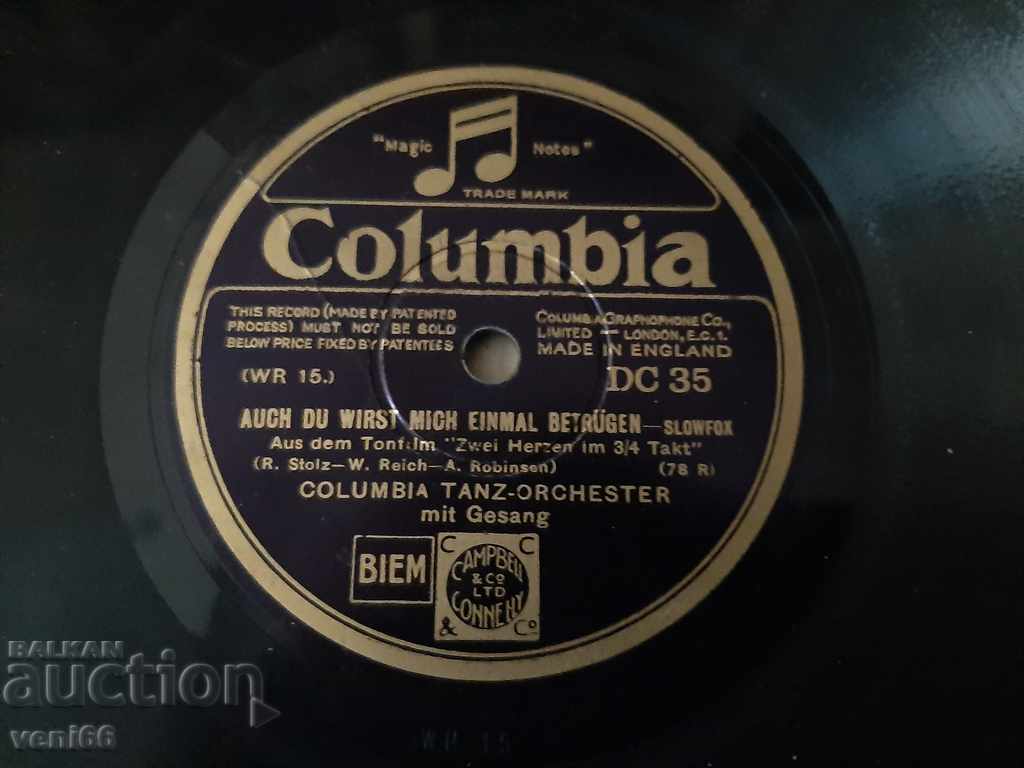 "Magic Notes"
TRADE MARK
Columbia
THIS RECORD (MADE BY PATENTED
PROCESS) MUST NOT BE SOLD
BELOW PRICE FIXED BY PATENTEES
COLUMBIA GRAPHOPHONE CO.,
LIMITED — LONDON, E.C.1.
MADE IN ENGLAND
(WR 15.)
DC 35
AUCH DU WIRST MICH EINMAL BETRÜGEN—SLOWFOX
Aus dem Tonfilm "Zwei Herzen im 3/4 Takt"
(R. Stolz—W. Reich—A. Robinson) (78 R)
COLUMBIA TANZ-ORCHESTER
mit Gesang
BIEM
C C
CAMPBELL
& CO
LTD
CONNELLY
& Co
WR 15
BALKAN
auction
veni66